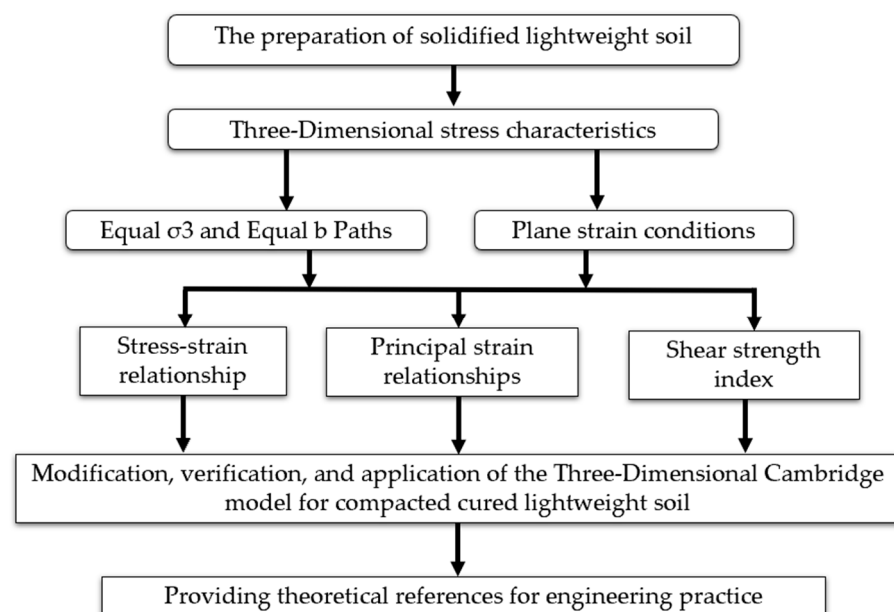 The preparation of solidified lightweight soil
Three-Dimensional stress characteristics
Equal σ3 and Equal b Paths
Plane strain conditions
Stress-strain
relationship
Principal strain
relationships
Shear strength
index
Modification, verification, and application of the Three-Dimensional Cambridge
model for compacted cured lightweight soil
Providing theoretical references for engineering practice